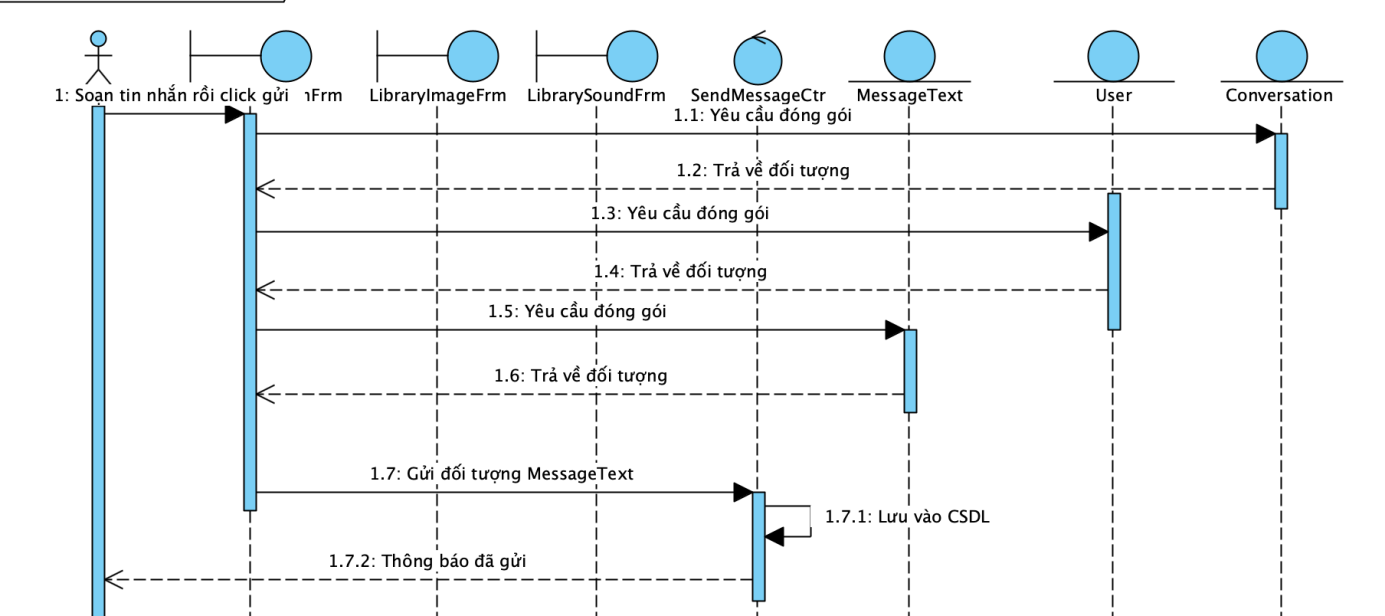 1: Soạn tin nhắn rồi click gửi
LibraryImageFrm
LibrarySoundFrm
SendMessageCtr
MessageText
User
Conversation
1.1: Yêu cầu đóng gói
1.2: Trả về đối tượng
1.3: Yêu cầu đóng gói
1.4: Trả về đối tượng
1.5: Yêu cầu đóng gói
1.6: Trả về đối tượng
1.7: Gửi đối tượng MessageText
1.7.1: Lưu vào CSDL
1.7.2: Thông báo đã gửi